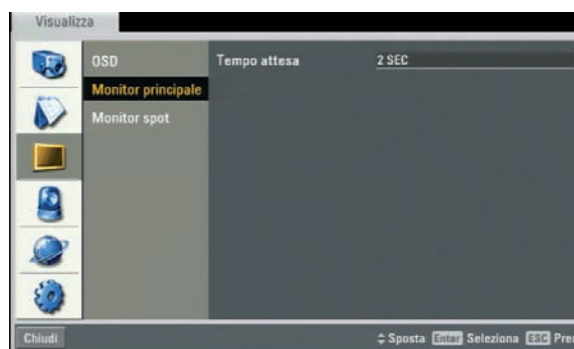 Visualizza
OSD
Tempo attesa 2 SEC
Monitor principale
Monitor spot
Chiudi
Sposta Enter Seleziona ESC